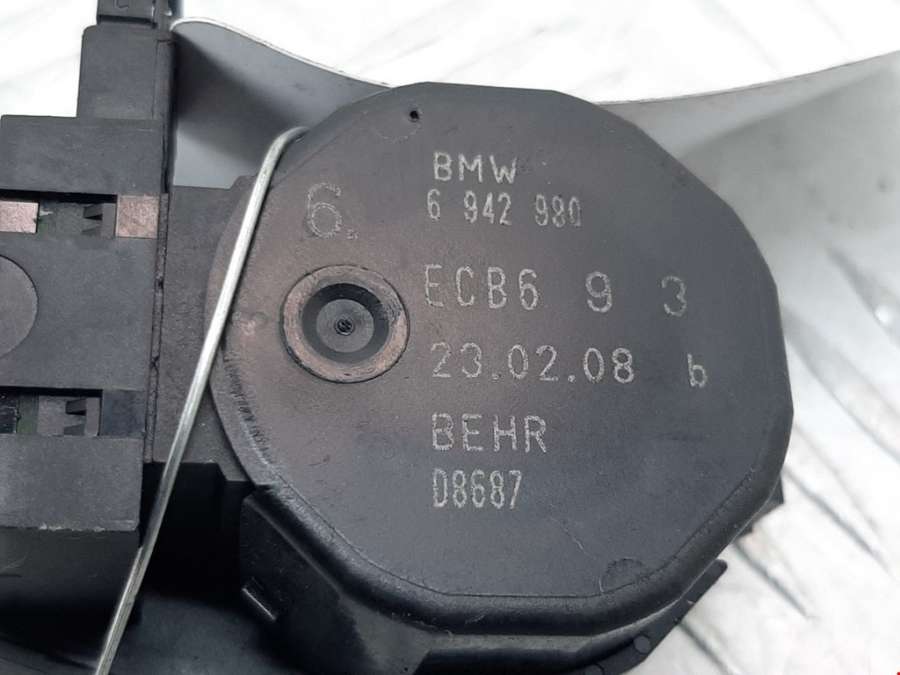 BMW
6 942 980
6.
ECB6 9 3
23.02.08 b
BEHR
D8687